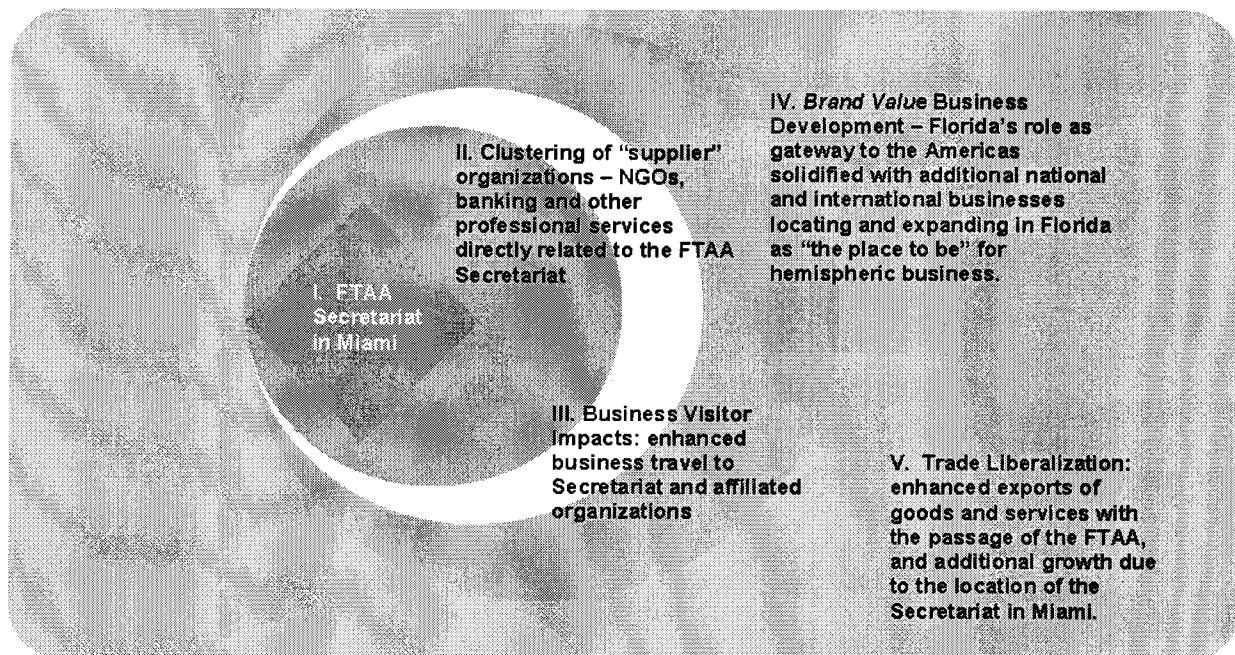 I. FTAA
Secretariat
in Miami
II. Clustering of “supplier”
organizations – NGOs,
banking and other
professional services
directly related to the FTAA
Secretariat
III. Business Visitor
Impacts: enhanced
business travel to
Secretariat and affiliated
organizations
IV. Brand Value Business
Development – Florida’s role as
gateway to the Americas
solidified with additional national
and international businesses
locating and expanding in Florida
as “the place to be” for
hemispheric business.
V. Trade Liberalization:
enhanced exports of
goods and services with
the passage of the FTAA,
and additional growth due
to the location of the
Secretariat in Miami.